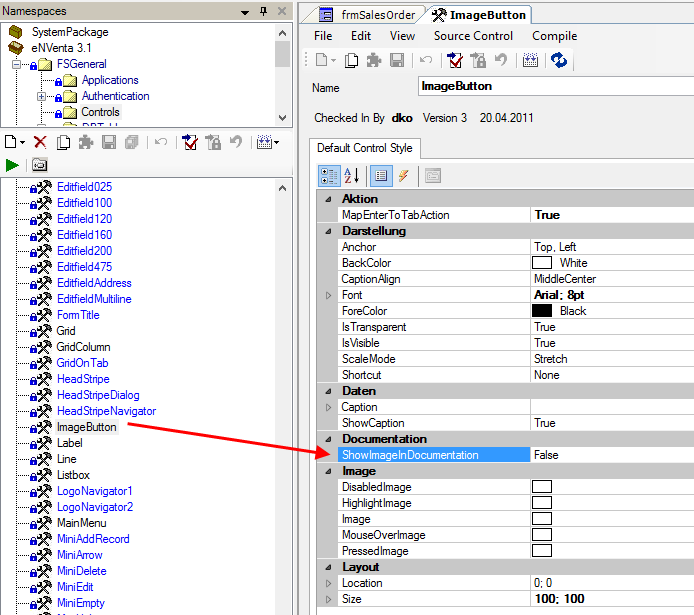 Namespaces
SystemPackage
eNVenta 3.1
FSGeneral
Applications
Authentication
Controls
Editfield025
Editfield100
Editfield120
Editfield160
Editfield200
Editfield475
EditfieldAddress
EditfieldMultiline
FormTitle
Grid
GridColumn
GridOnTab
HeadStripe
HeadStripeDialog
HeadStripeNavigator
ImageButton
Label
Line
Listbox
LogoNavigator1
LogoNavigator2
MainMenu
MiniAddRecord
MiniArrow
MiniDelete
MiniEdit
MiniEmpty
frmSalesOrder ImageButton
File Edit View Source Control Compile
Name ImageButton
Checked In By dko Version 3 20.04.2011
Default Control Style
Aktion
MapEnterToTabAction True
Darstellung
Anchor Top, Left
BackColor White
CaptionAlign MiddleCenter
Font Arial; 8pt
ForeColor Black
IsTransparent True
IsVisible True
ScaleMode Stretch
Shortcut None
Daten
Caption
ShowCaption True
Documentation
ShowImageInDocumentation False
Image
DisabledImage
HighlightImage
Image
MouseOverImage
PressedImage
Layout
Location 0; 0
Size 100; 100